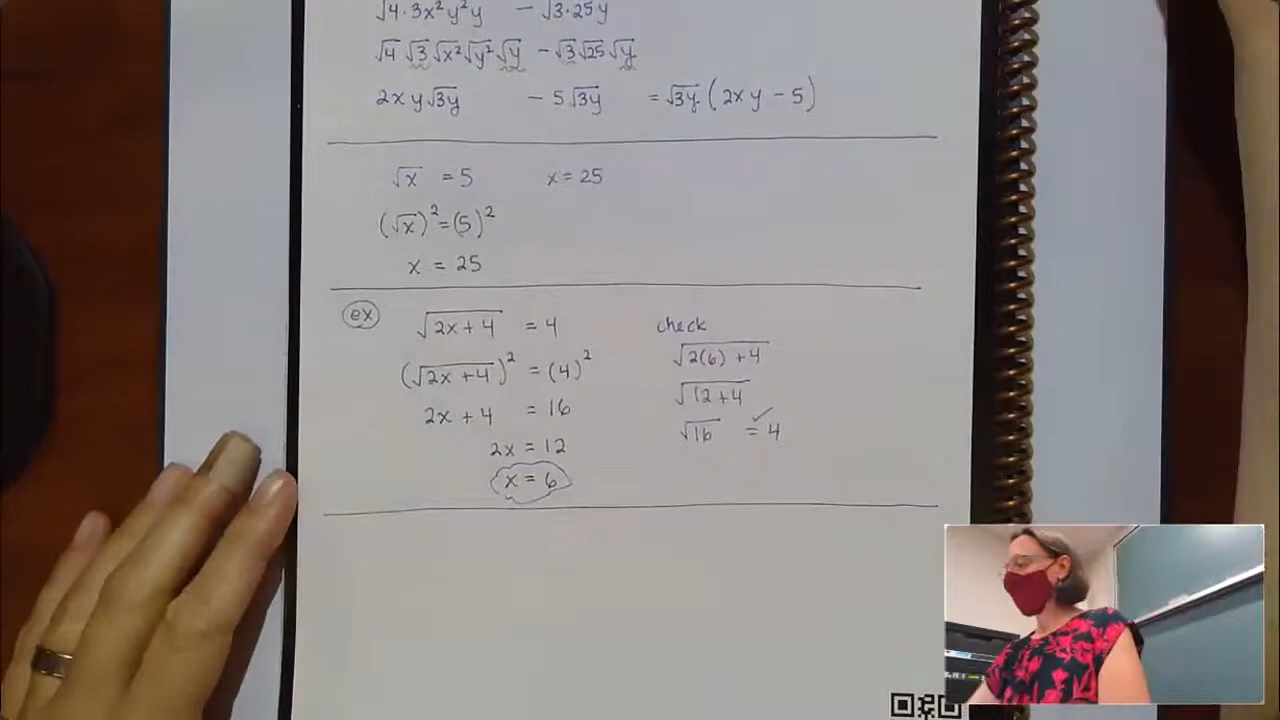 √4·3x²y²y - √3·25y
√4 √3 √x² √y² √y - √3 √25 √y
2xy√3y - 5√3y = √3y (2xy - 5)
√x = 5 x = 25
(√x)² = (5)²
x = 25
ex √2x+4 = 4
(√2x+4)² = (4)²
2x + 4 = 16
2x = 12
x = 6
check
√2(6) + 4
√12+4
√16 = 4 ✓